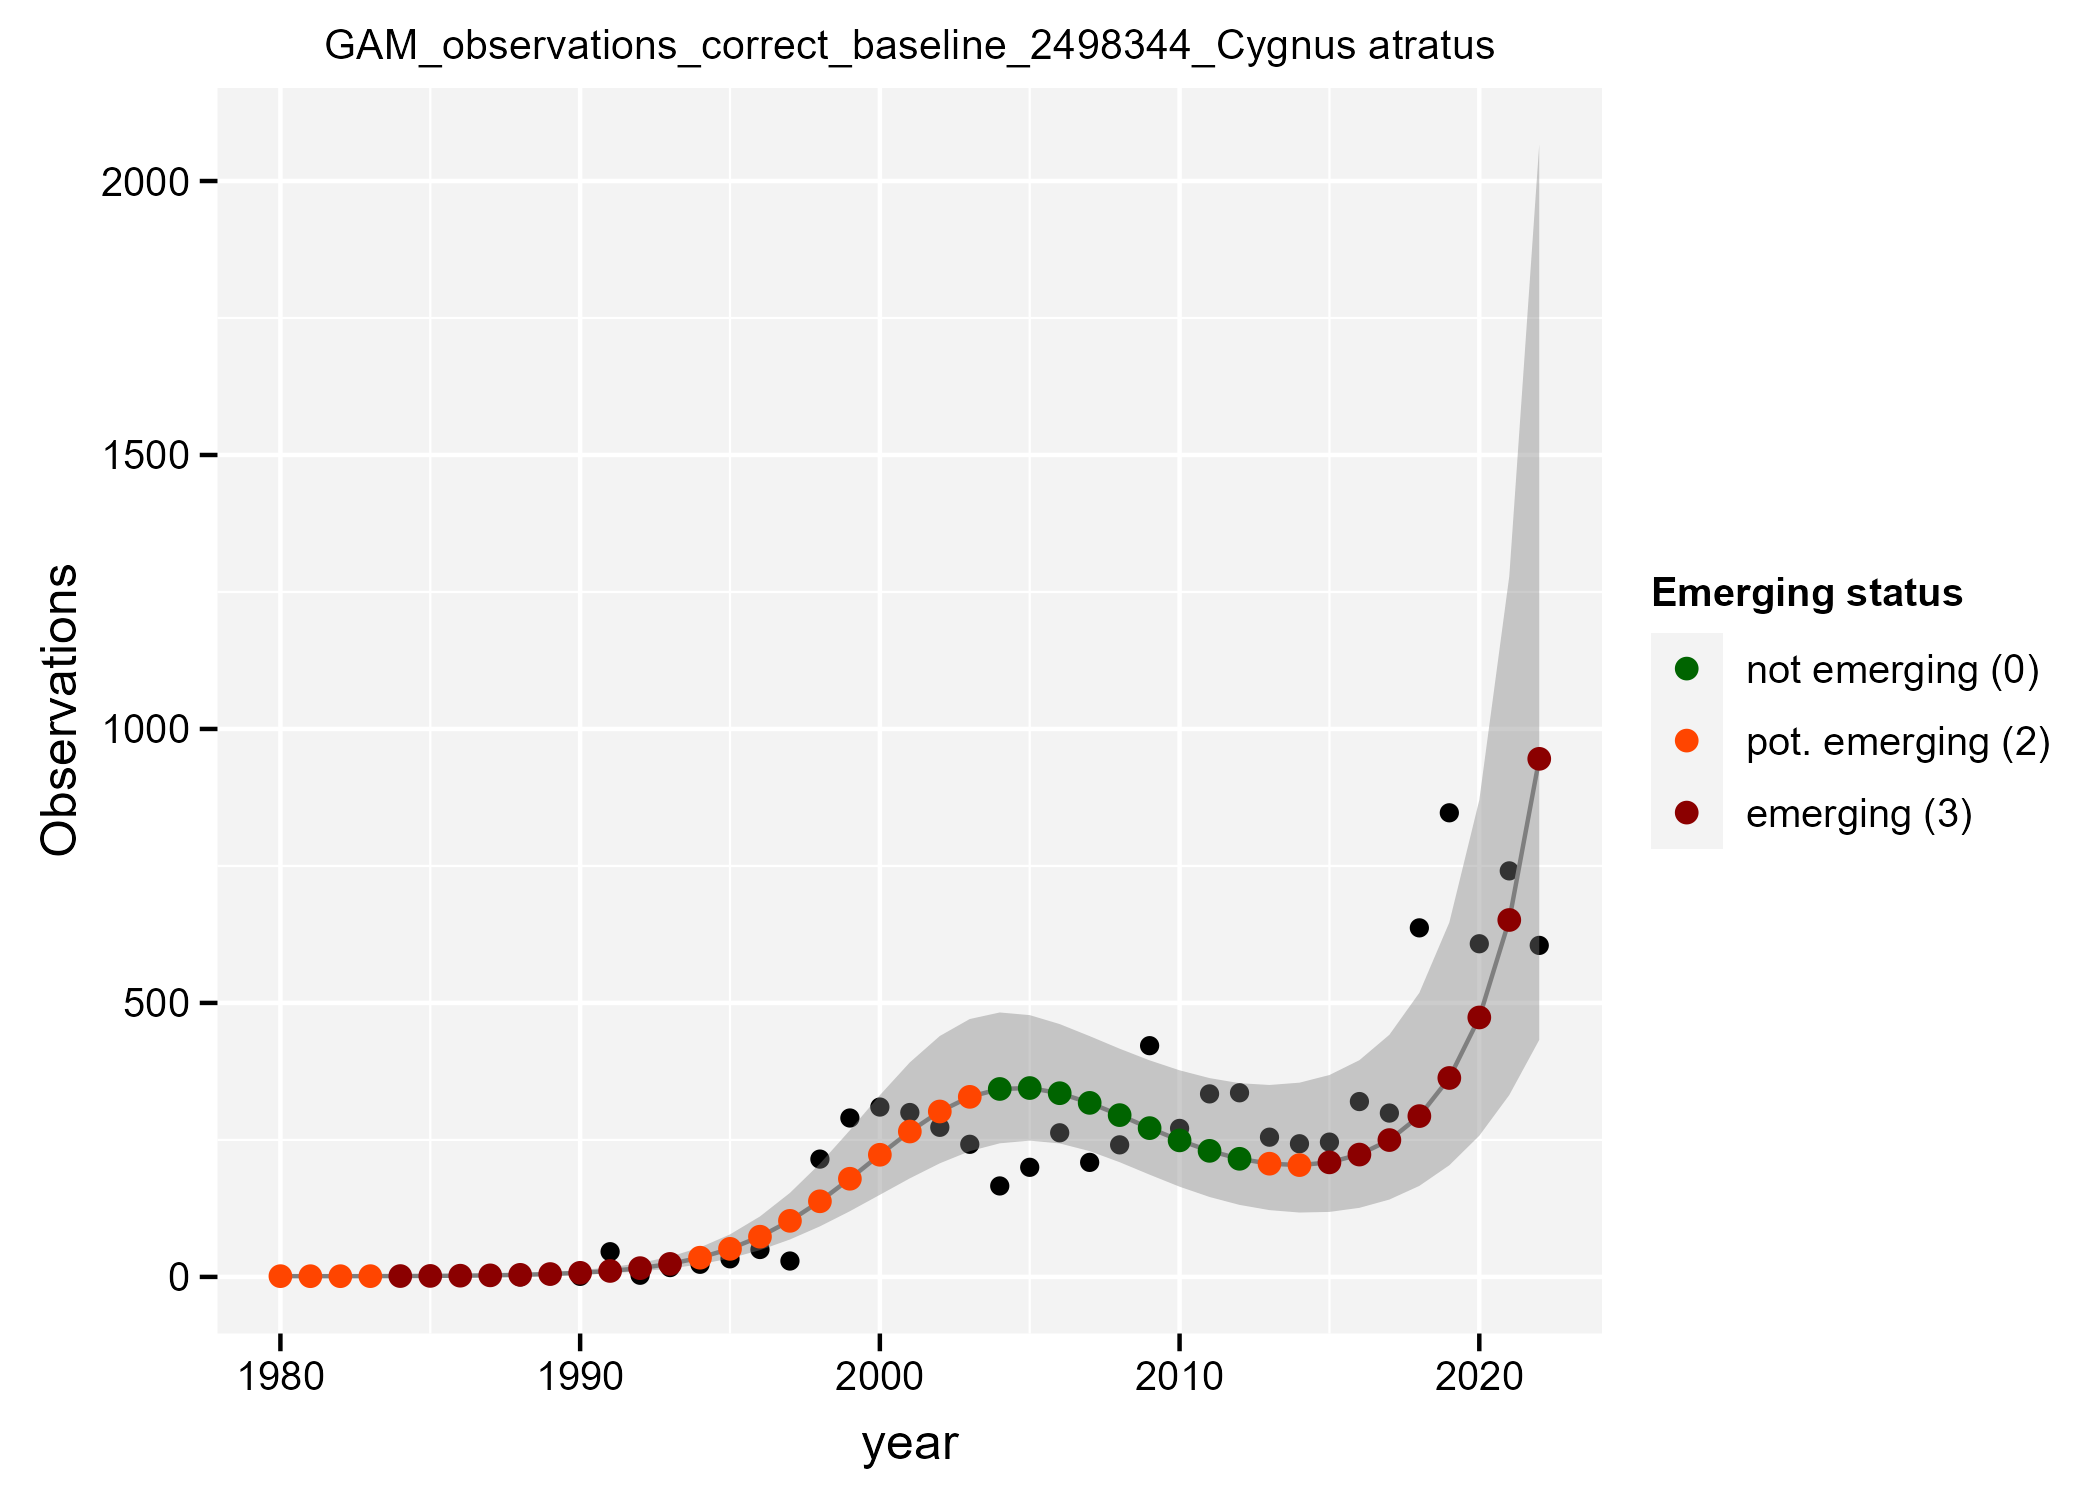 GAM_observations_correct_baseline_2498344_Cygnus atratus
2000
1500
1000
500
0
Observations
1980 1990 2000 2010 2020
year
Emerging status
not emerging (0)
pot. emerging (2)
emerging (3)